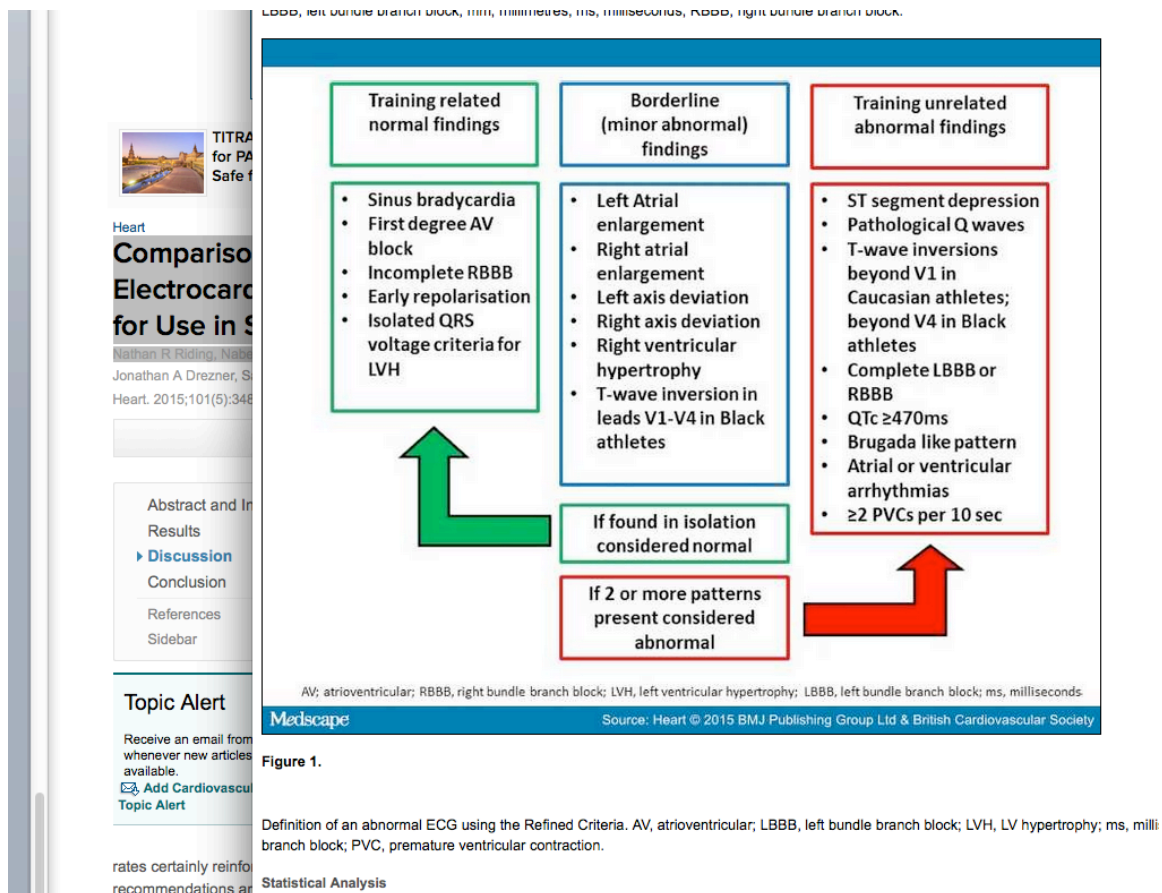 LBBB, left bundle branch block; mm, millimetres; ms, milliseconds; RBBB, right bundle branch block.
Training related
normal findings
Borderline
(minor abnormal)
findings
Training unrelated
abnormal findings
• Sinus bradycardia
• First degree AV
block
• Incomplete RBBB
• Early repolarisation
• Isolated QRS
voltage criteria for
LVH
• Left Atrial
enlargement
• Right atrial
enlargement
• Left axis deviation
• Right axis deviation
• Right ventricular
hypertrophy
• T-wave inversion in
leads V1-V4 in Black
athletes
• ST segment depression
• Pathological Q waves
• T-wave inversions
beyond V1 in
Caucasian athletes;
beyond V4 in Black
athletes
• Complete LBBB or
RBBB
• QTc ≥470ms
• Brugada like pattern
• Atrial or ventricular
arrhythmias
• ≥2 PVCs per 10 sec
If found in isolation
considered normal
If 2 or more patterns
present considered
abnormal
AV; atrioventricular; RBBB, right bundle branch block; LVH, left ventricular hypertrophy; LBBB, left bundle branch block; ms, milliseconds
Medscape
Source: Heart © 2015 BMJ Publishing Group Ltd & British Cardiovascular Society
Figure 1.
Definition of an abnormal ECG using the Refined Criteria. AV, atrioventricular; LBBB, left bundle branch block; LVH, LV hypertrophy; ms, milli
branch block; PVC, premature ventricular contraction.
Statistical Analysis
TITRA
for PA
Safe f
Heart
Compariso
Electrocard
for Use in S
Nathan R Riding, Nabe
Jonathan A Drezner, S
Heart. 2015;101(5):348
Abstract and In
Results
Discussion
Conclusion
References
Sidebar
Topic Alert
Receive an email from
whenever new articles
available.
Add Cardiovascul
Topic Alert
rates certainly reinfo
recommendations ar